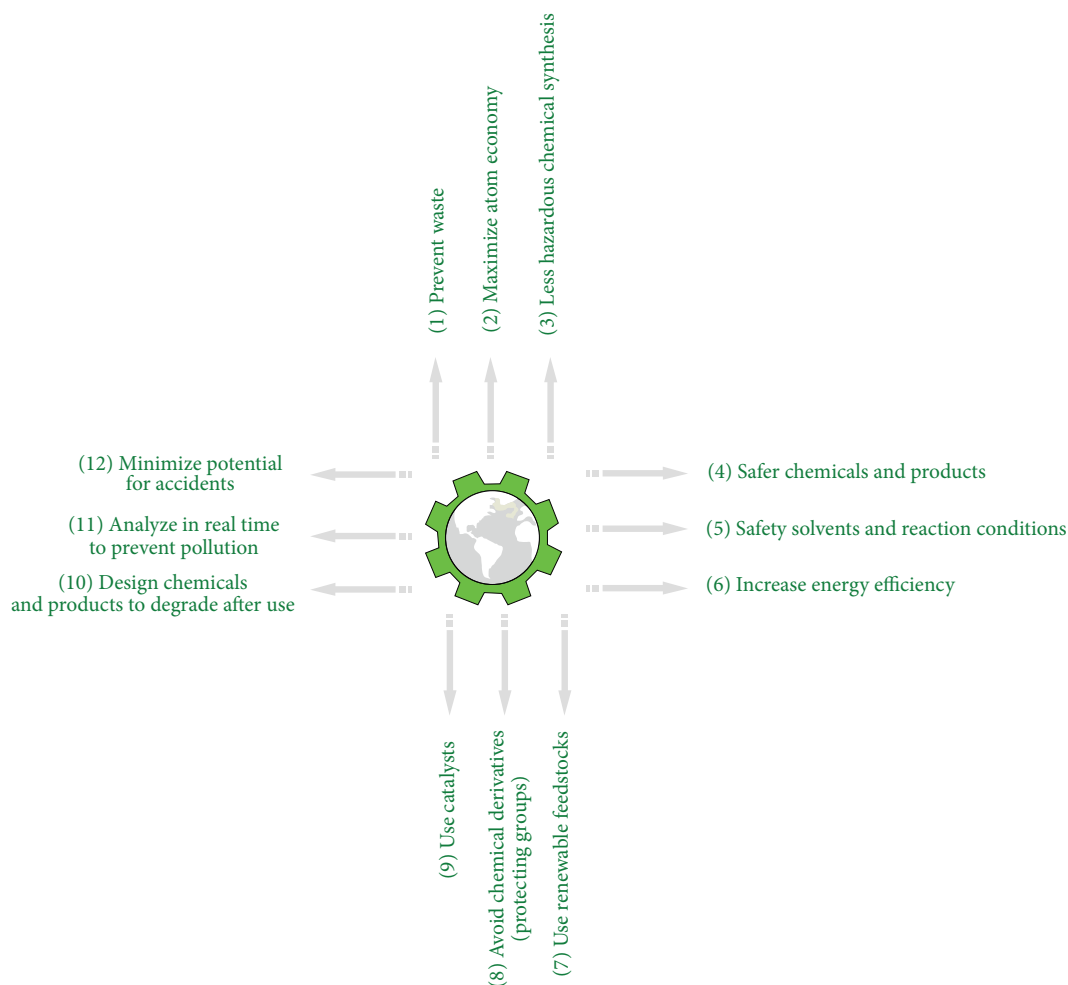 (1) Prevent waste
(2) Maximize atom economy
(3) Less hazardous chemical synthesis
(4) Safer chemicals and products
(5) Safety solvents and reaction conditions
(6) Increase energy efficiency
(7) Use renewable feedstocks
(8) Avoid chemical derivatives
(protecting groups)
(9) Use catalysts
(10) Design chemicals
and products to degrade after use
(11) Analyze in real time
to prevent pollution
(12) Minimize potential
for accidents